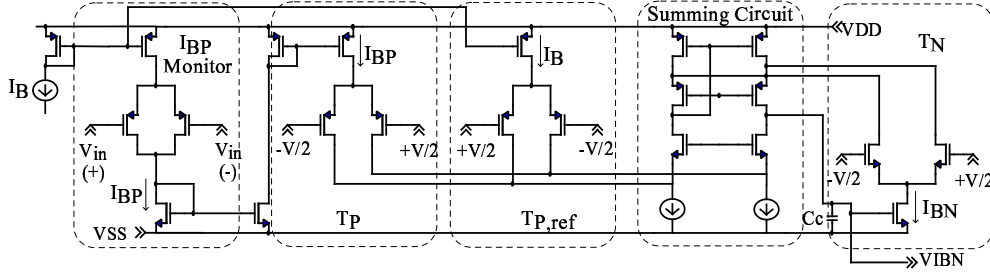 Summing Circuit
VDD
TN
IBP
Monitor
IBP
IB
IB
Vin
(+)
Vin
(-)
-V/2
+V/2
+V/2
-V/2
-V/2
+V/2
IBP
TP
TP,ref
Cc
IBN
VSS
VIBN